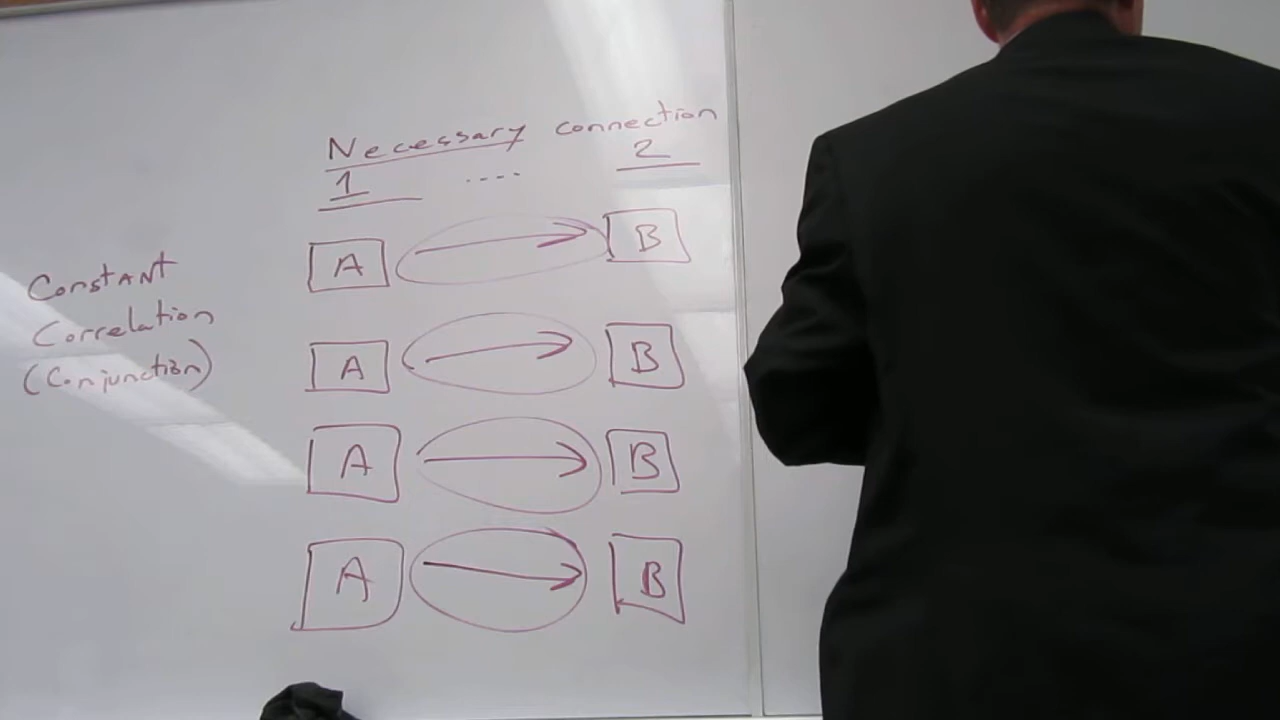 Necessary connection
1 .... 2
A B
Constant
Correlation
(Conjunction)
A B
A B
A B